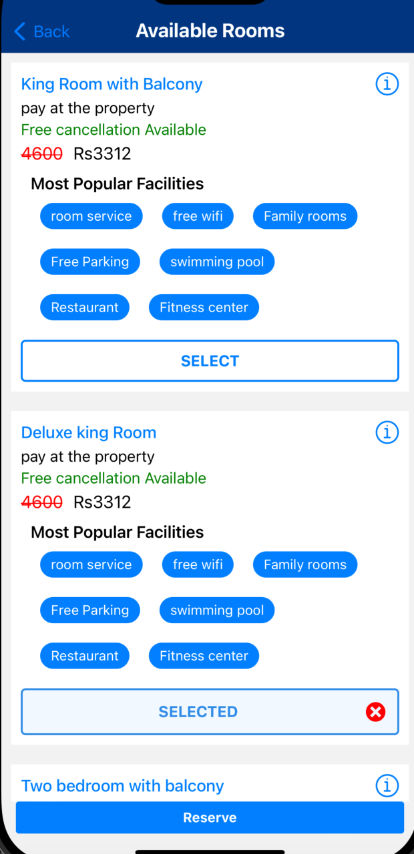 Back Available Rooms
King Room with Balcony
pay at the property
Free cancellation Available
4600 Rs3312
Most Popular Facilities
room service free wifi Family rooms
Free Parking swimming pool
Restaurant Fitness center
SELECT
Deluxe king Room
pay at the property
Free cancellation Available
4600 Rs3312
Most Popular Facilities
room service free wifi Family rooms
Free Parking swimming pool
Restaurant Fitness center
SELECTED
Two bedroom with balcony
Reserve